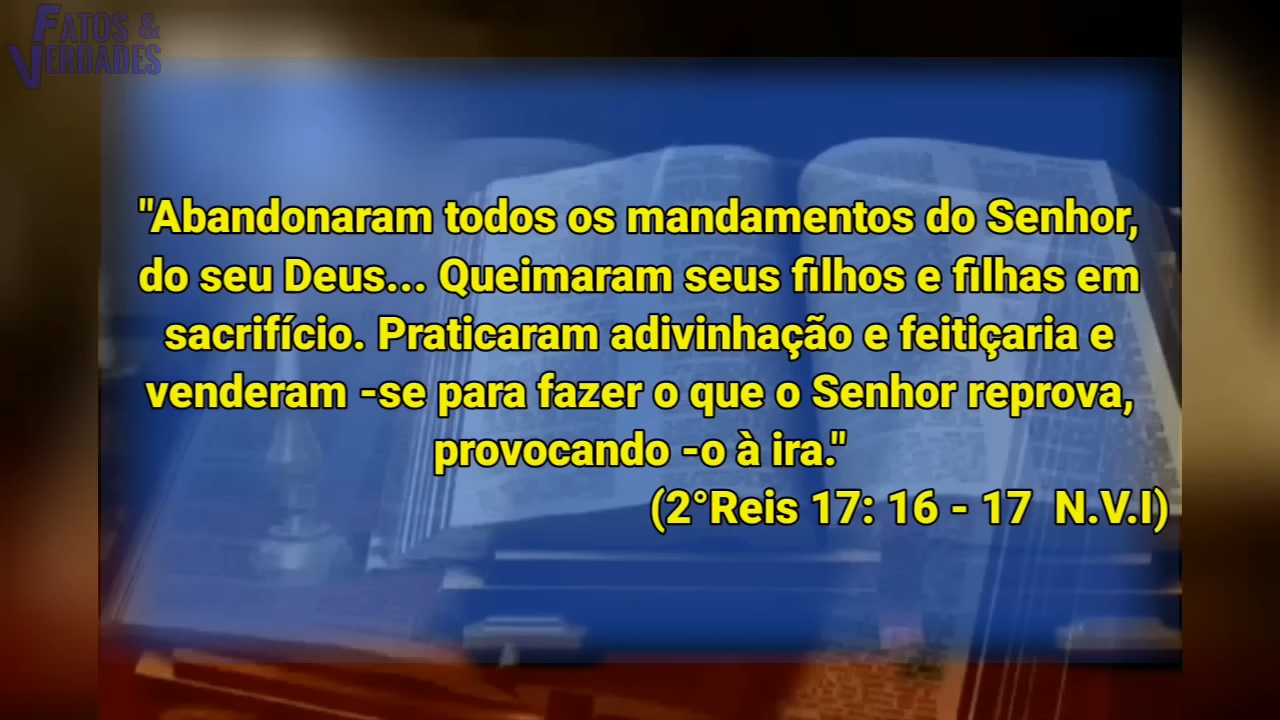 FATOS &
VERDADES
"Abandonaram todos os mandamentos do Senhor,
do seu Deus... Queimaram seus filhos e filhas em
sacrifício. Praticaram adivinhação e feitiçaria e
venderam -se para fazer o que o Senhor reprova,
provocando -o à ira."
(2°Reis 17: 16 - 17 N.V.I)